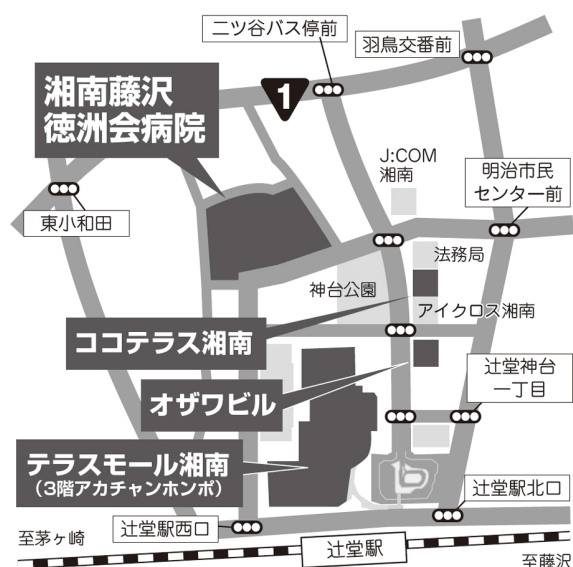 二ツ谷バス停前
羽鳥交番前
1
湘南藤沢
徳洲会病院
J:COM
湘南
明治市民
センター前
東小和田
法務局
神台公園
アイクロス湘南
ココテラス湘南
オザワビル
辻堂神台
一丁目
テラスモール湘南
（3階アカチャンホンポ）
辻堂駅西口
辻堂駅北口
至茅ヶ崎
辻堂駅
至藤沢